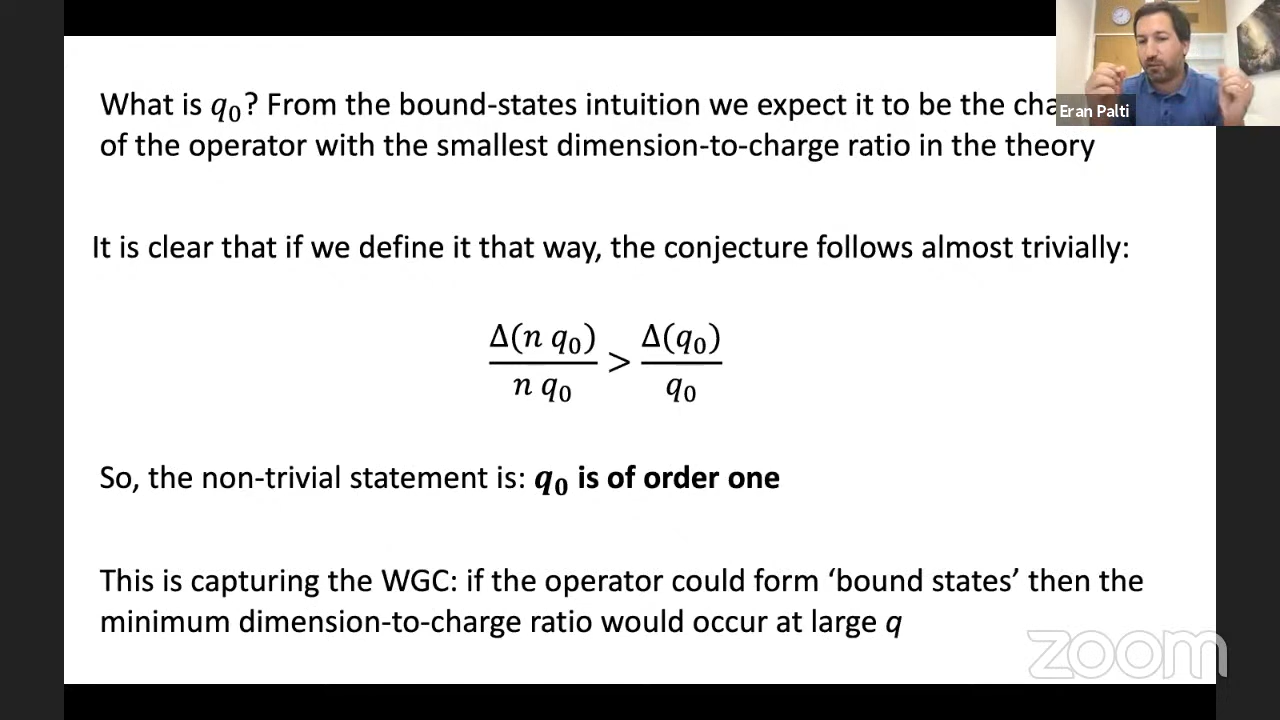 What is q₀? From the bound-states intuition we expect it to be the cha
of the operator with the smallest dimension-to-charge ratio in the theory
Eran Palti
It is clear that if we define it that way, the conjecture follows almost trivially:
Δ(n q₀) / n q₀ > Δ(q₀) / q₀
So, the non-trivial statement is: q₀ is of order one
This is capturing the WGC: if the operator could form ‘bound states’ then the
minimum dimension-to-charge ratio would occur at large q
zoom